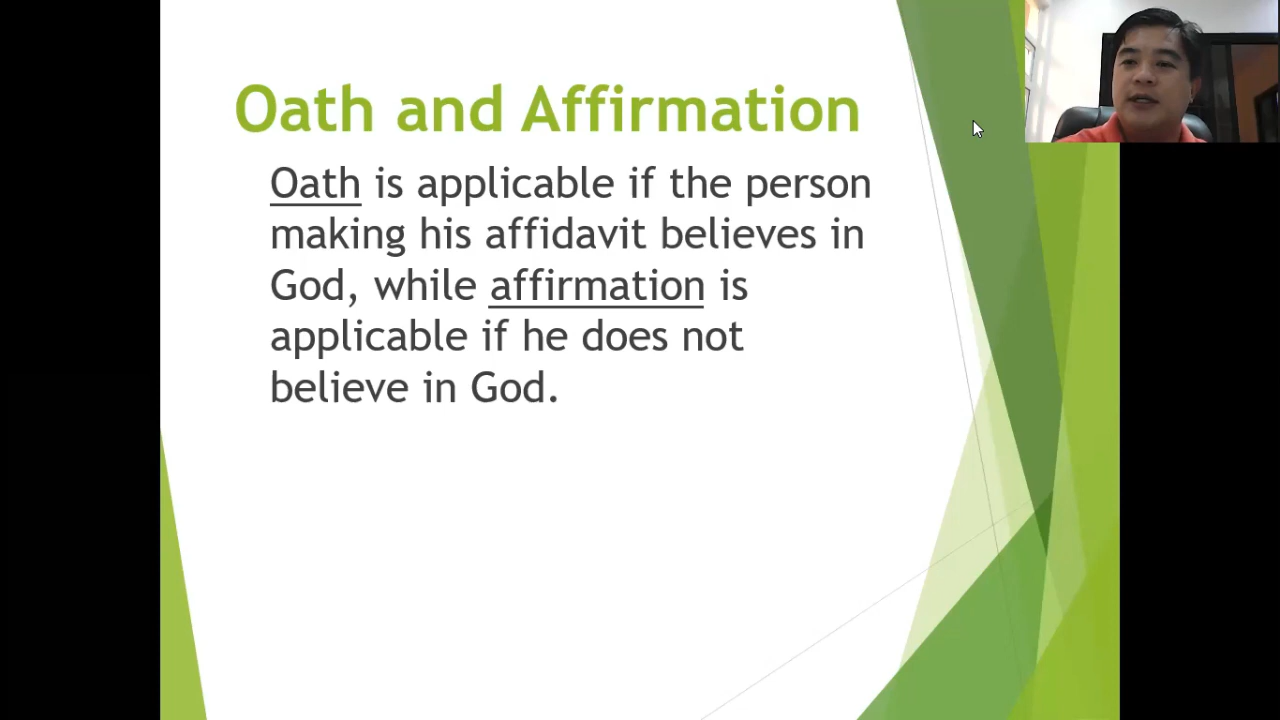 Oath and Affirmation
Oath is applicable if the person
making his affidavit believes in
God, while affirmation is
applicable if he does not
believe in God.